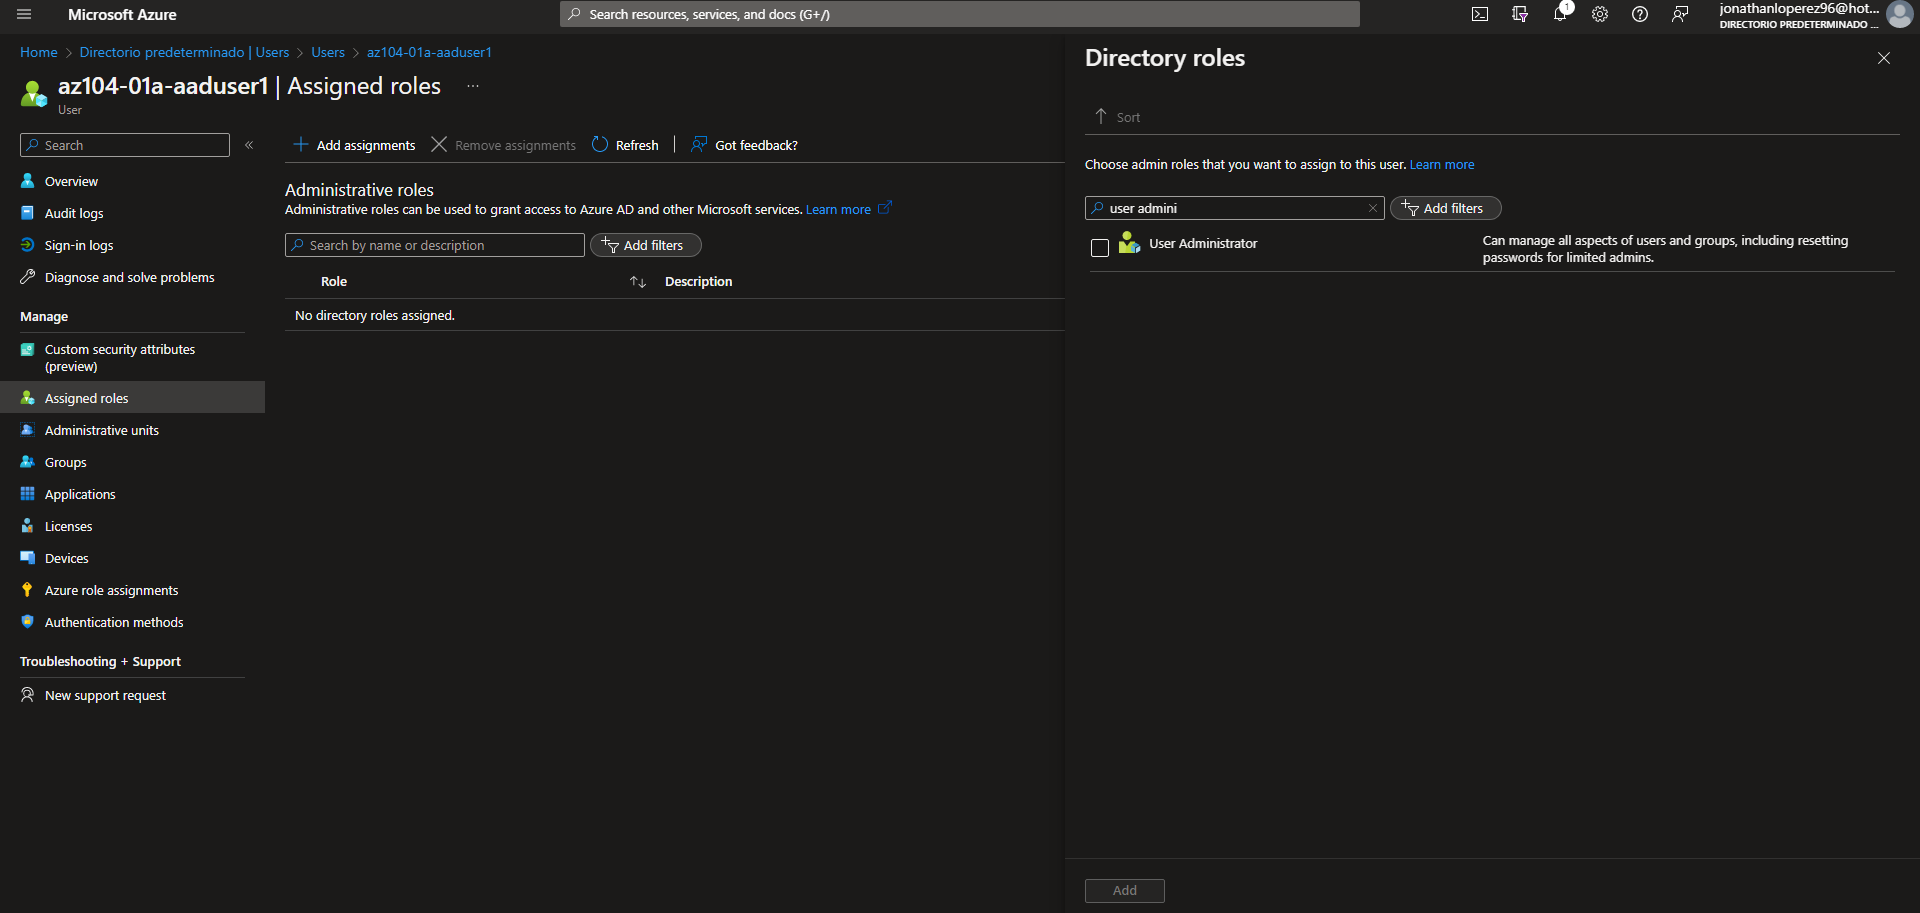 Microsoft Azure
Search resources, services, and docs (G+/)
1
jonathanloperez96@hot...
DIRECTORIO PREDETERMINADO ...
Home > Directorio predeterminado | Users > Users > az104-01a-aaduser1
az104-01a-aaduser1 | Assigned roles ...
User
Search «
Overview
Audit logs
Sign-in logs
Diagnose and solve problems
Manage
Custom security attributes
(preview)
Assigned roles
Administrative units
Groups
Applications
Licenses
Devices
Azure role assignments
Authentication methods
Troubleshooting + Support
New support request
Add assignments Remove assignments Refresh | Got feedback?
Administrative roles
Administrative roles can be used to grant access to Azure AD and other Microsoft services. Learn more
Search by name or description Add filters
Role Description
No directory roles assigned.
Directory roles
Sort
Choose admin roles that you want to assign to this user. Learn more
user admini Add filters
User Administrator
Can manage all aspects of users and groups, including resetting
passwords for limited admins.
Add